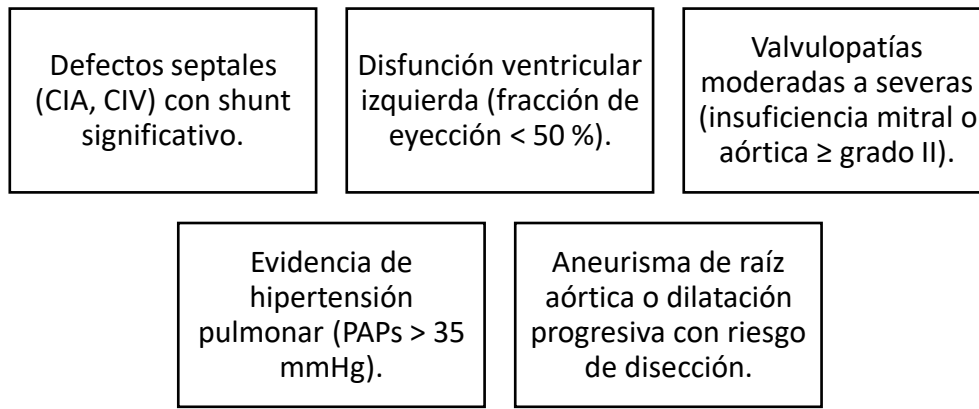 Defectos septales
(CIA, CIV) con shunt
significativo.
Disfunción ventricular
izquierda (fracción de
eyección < 50 %).
Valvulopatías
moderadas a severas
(insuficiencia mitral o
aórtica ≥ grado II).
Evidencia de
hipertensión
pulmonar (PAPs > 35
mmHg).
Aneurisma de raíz
aórtica o dilatación
progresiva con riesgo
de disección.